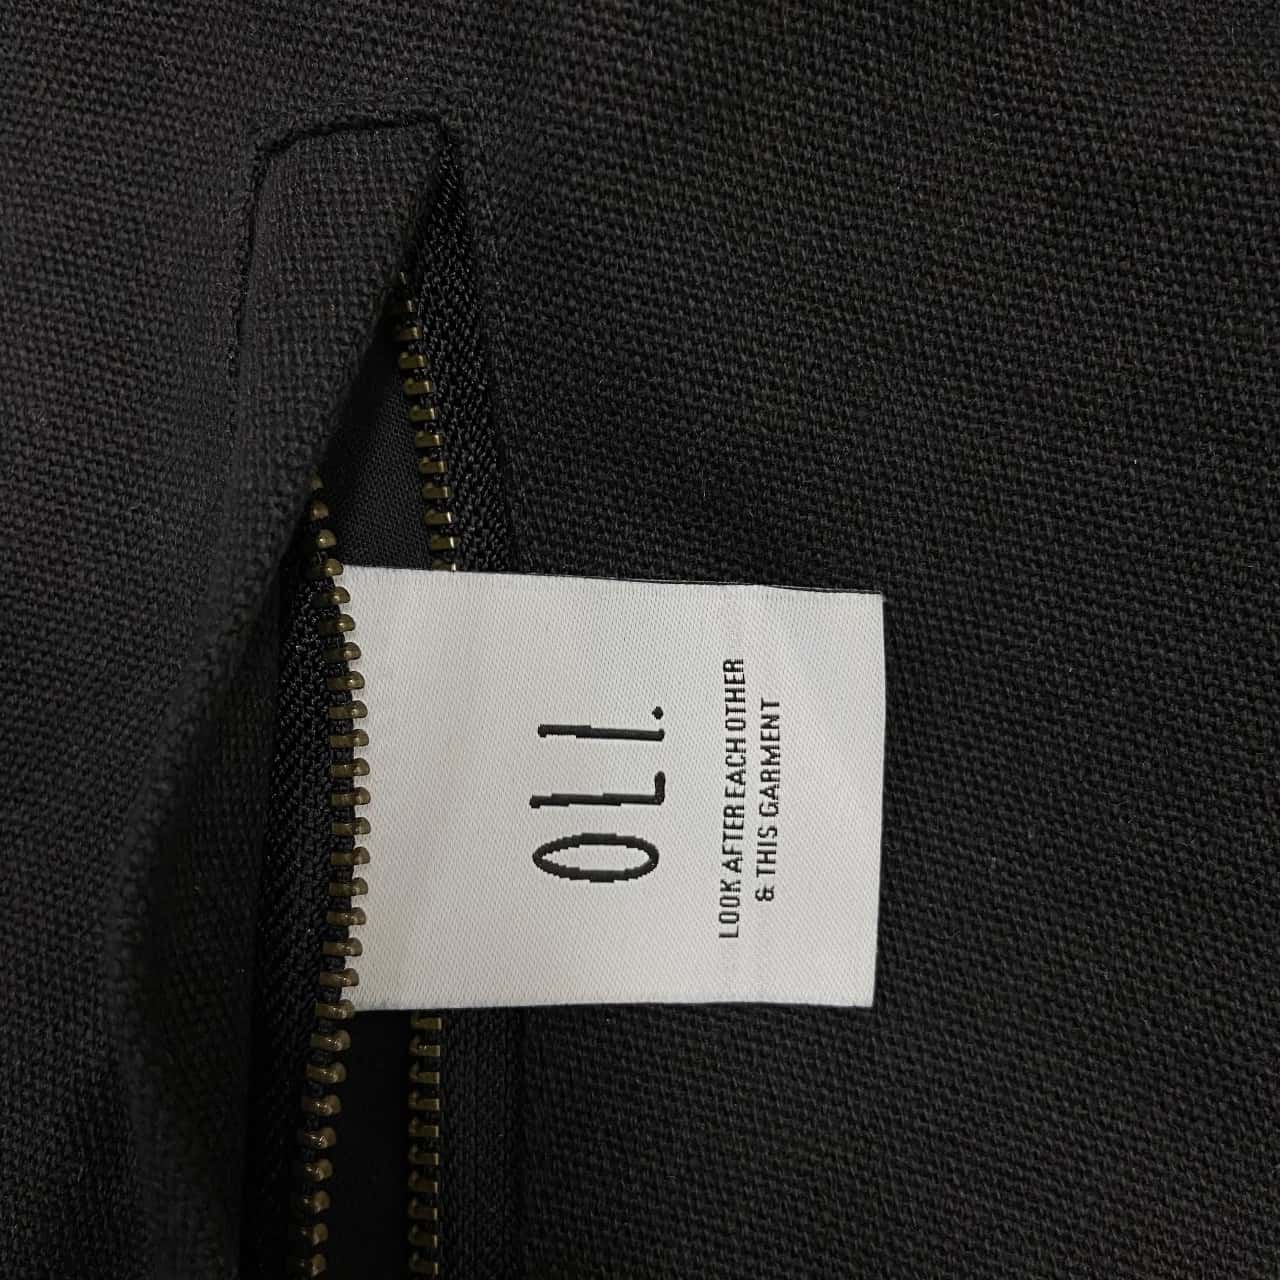 OLI.
LOOK AFTER EACH OTHER
& THIS GARMENT